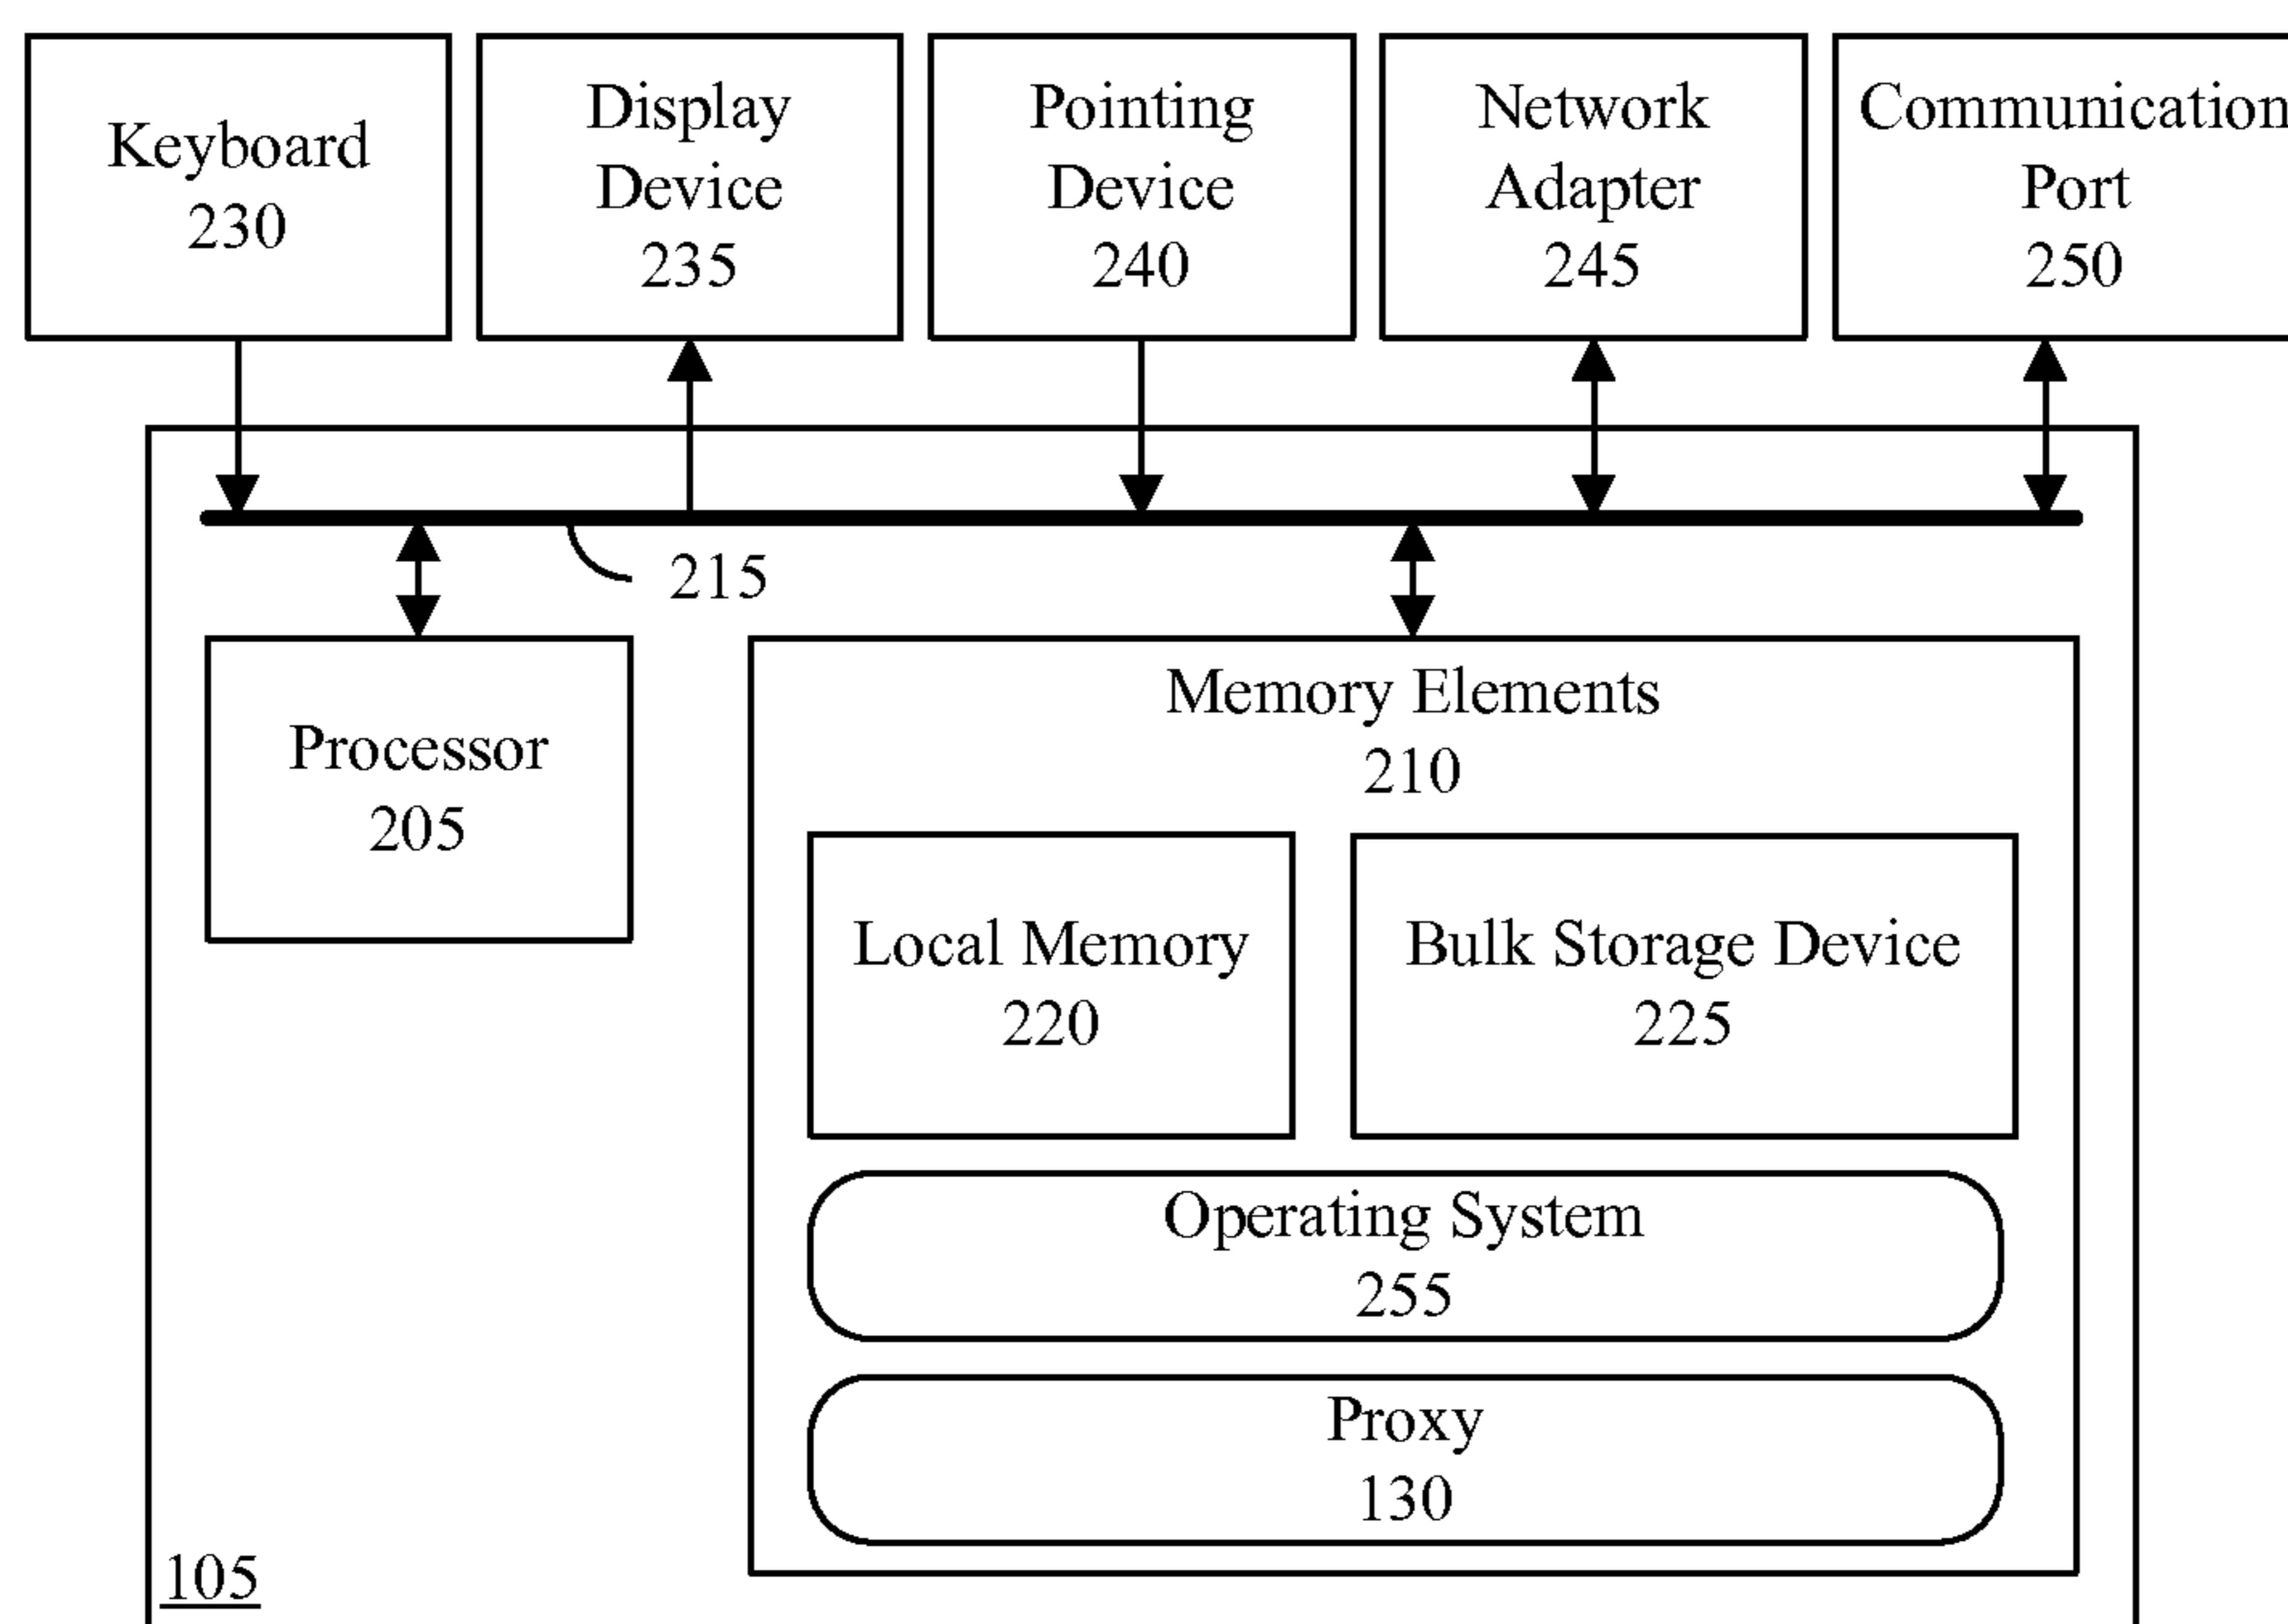 Keyboard
230
Display
Device
235
Pointing
Device
240
Network
Adapter
245
Communication
Port
250
215
Processor
205
Memory Elements
210
Local Memory
220
Bulk Storage Device
225
Operating System
255
Proxy
130
105